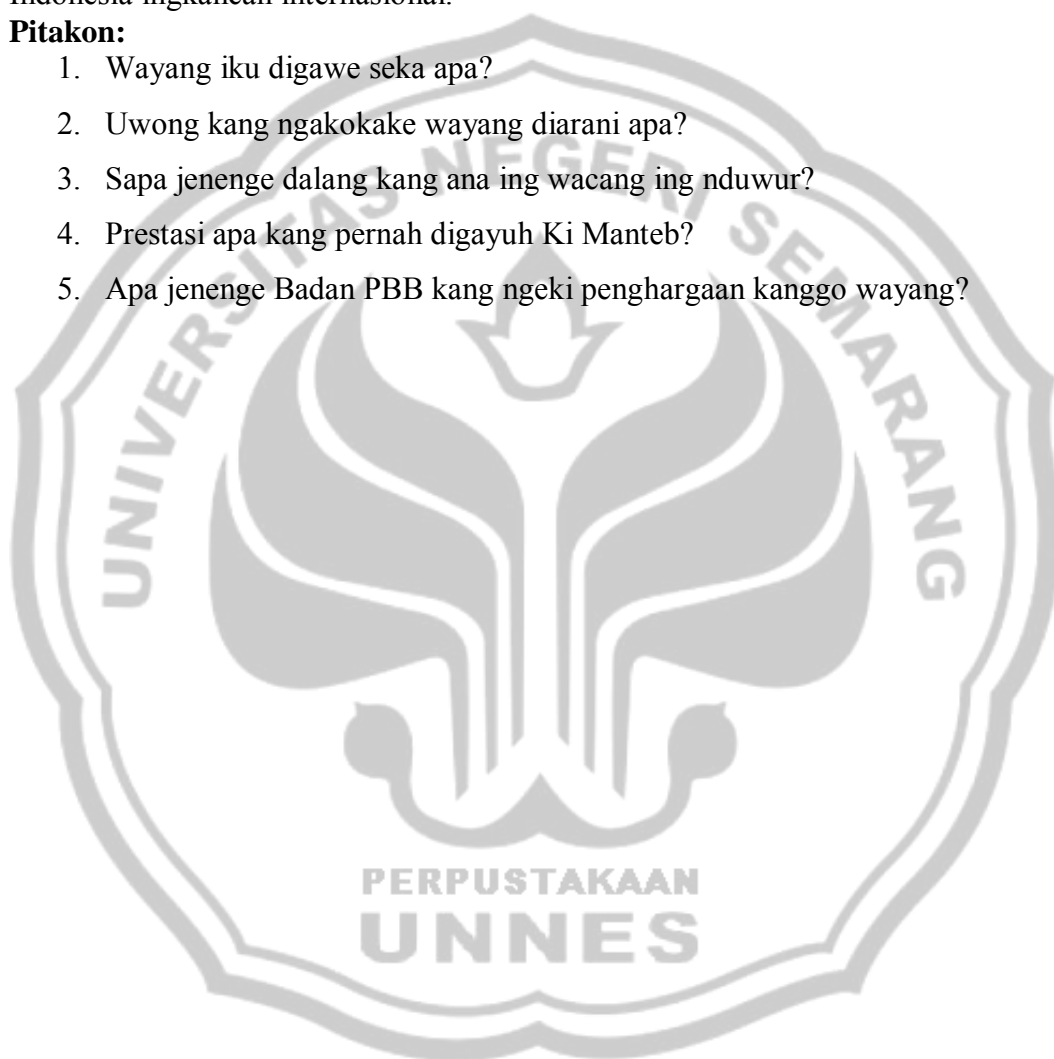 Indonesia ingkancah internasional.
Pitakon:
1. Wayang iku digawe seka apa?
2. Uwong kang ngakokake wayang diarani apa?
3. Sapa jenenge dalang kang ana ing wacang ing nduwur?
4. Prestasi apa kang pernah digayuh Ki Manteb?
5. Apa jenenge Badan PBB kang ngeki penghargaan kanggo wayang?
UNIVERSITAS NEGERI SEMARANG
PERPUSTAKAAN
UNNES